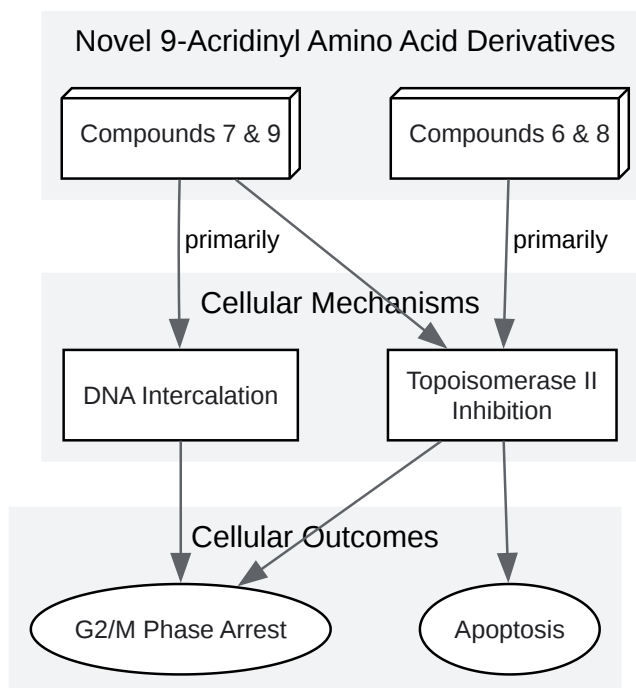 Novel 9-Acridinyl Amino Acid Derivatives
Compounds 7 & 9
Compounds 6 & 8
primarily
primarily
Cellular Mechanisms
DNA Intercalation
Topoisomerase II
Inhibition
Cellular Outcomes
G2/M Phase Arrest
Apoptosis